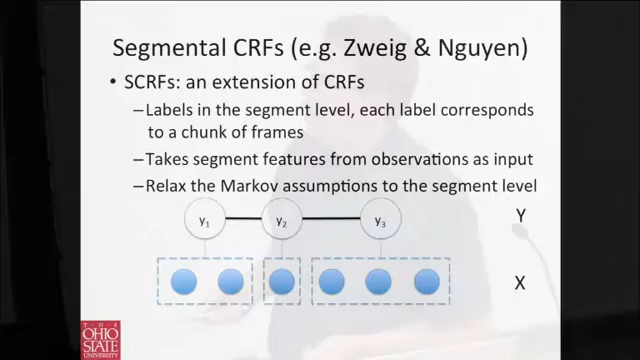 Segmental CRFs (e.g. Zweig & Nguyen)
• SCRFs: an extension of CRFs
–Labels in the segment level, each label corresponds
to a chunk of frames
–Takes segment features from observations as input
–Relax the Markov assumptions to the segment level
y1 y2 y3 Y
X
T · H · E
OHIO
STATE
UNIVERSITY